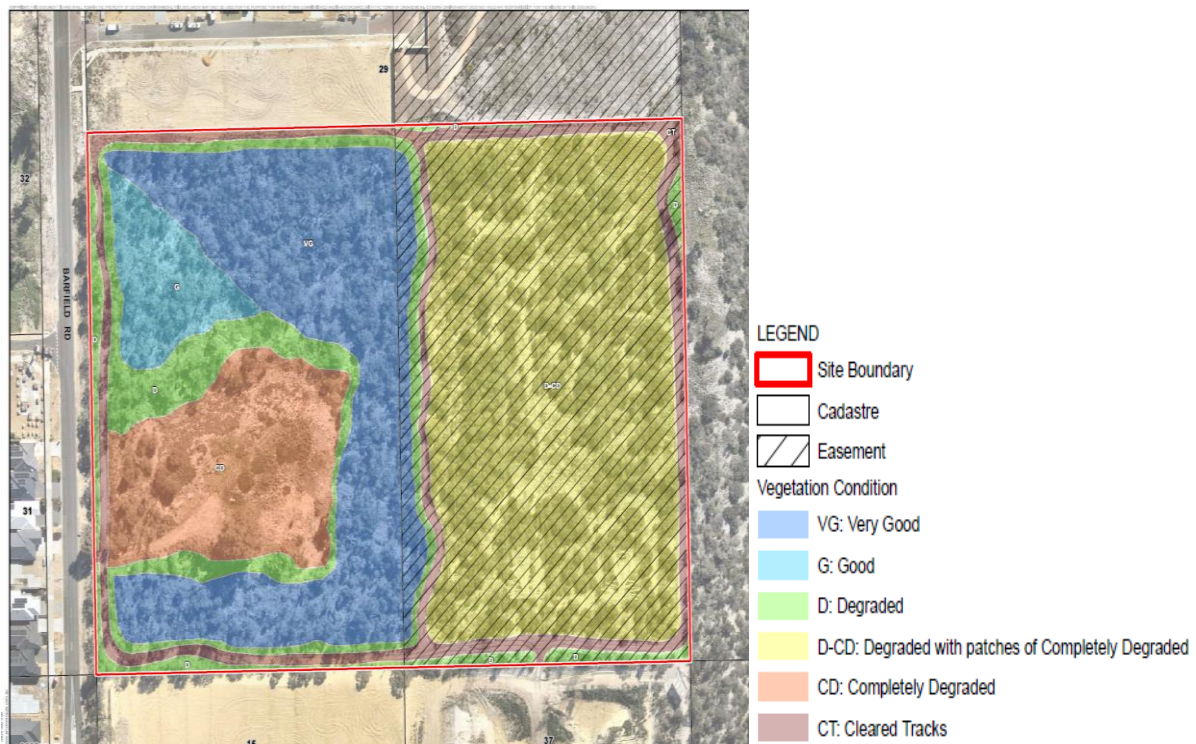 29
D
CT
32
VG
D
G
BARFIELD RD
D
D
D-CD
CD
31
D
D
D
15
37
LEGEND
Site Boundary
Cadastre
Easement
Vegetation Condition
VG: Very Good
G: Good
D: Degraded
D-CD: Degraded with patches of Completely Degraded
CD: Completely Degraded
CT: Cleared Tracks